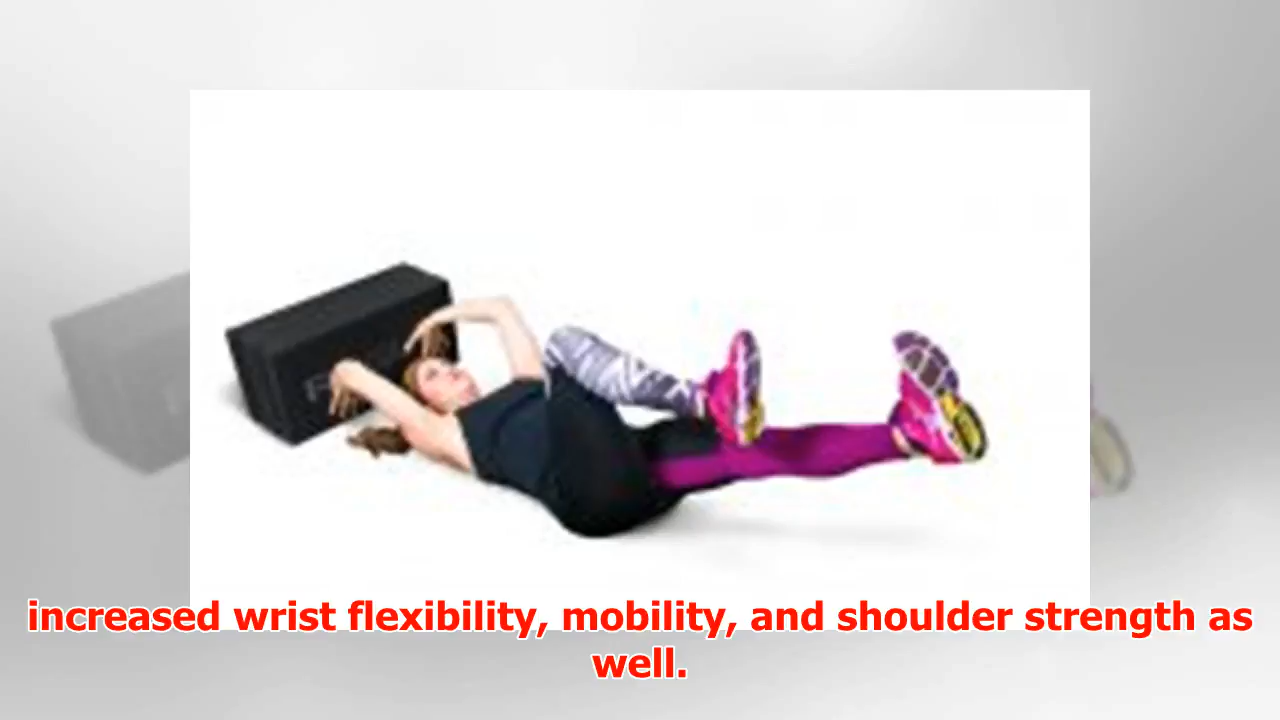 increased wrist flexibility, mobility, and shoulder strength as
well.